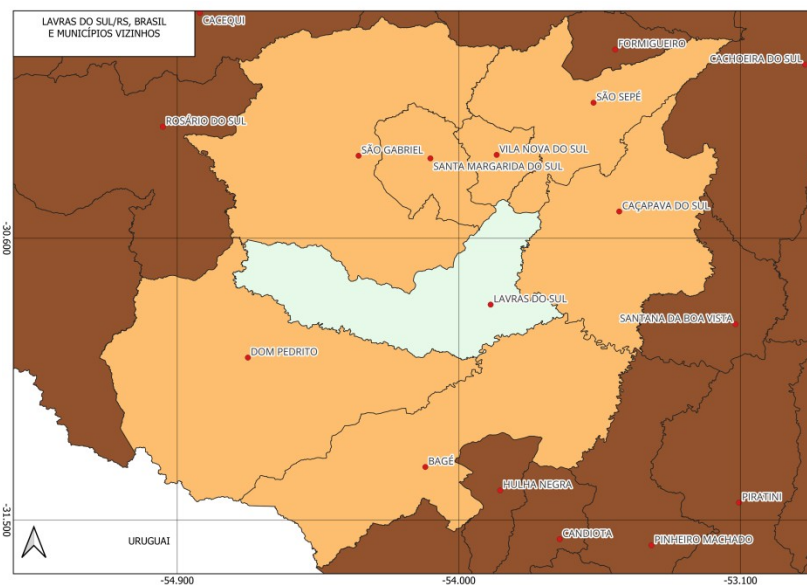 LAVRAS DO SUL/RS, BRASIL
E MUNICÍPIOS VIZINHOS
CACEQUI
FORMIGUEIRO
CACHOEIRA DO SUL
SÃO SEPÉ
ROSÁRIO DO SUL
SÃO GABRIEL
VILA NOVA DO SUL
SANTA MARGARIDA DO SUL
CAÇAPAVA DO SUL
-30.600
LAVRAS DO SUL
SANTANA DA BOA VISTA
DOM PEDRITO
BAGÉ
HULHA NEGRA
PIRATINI
-31.500
URUGUAI
CANDIOTA
PINHEIRO MACHADO
-54.900
-54.000
-53.100